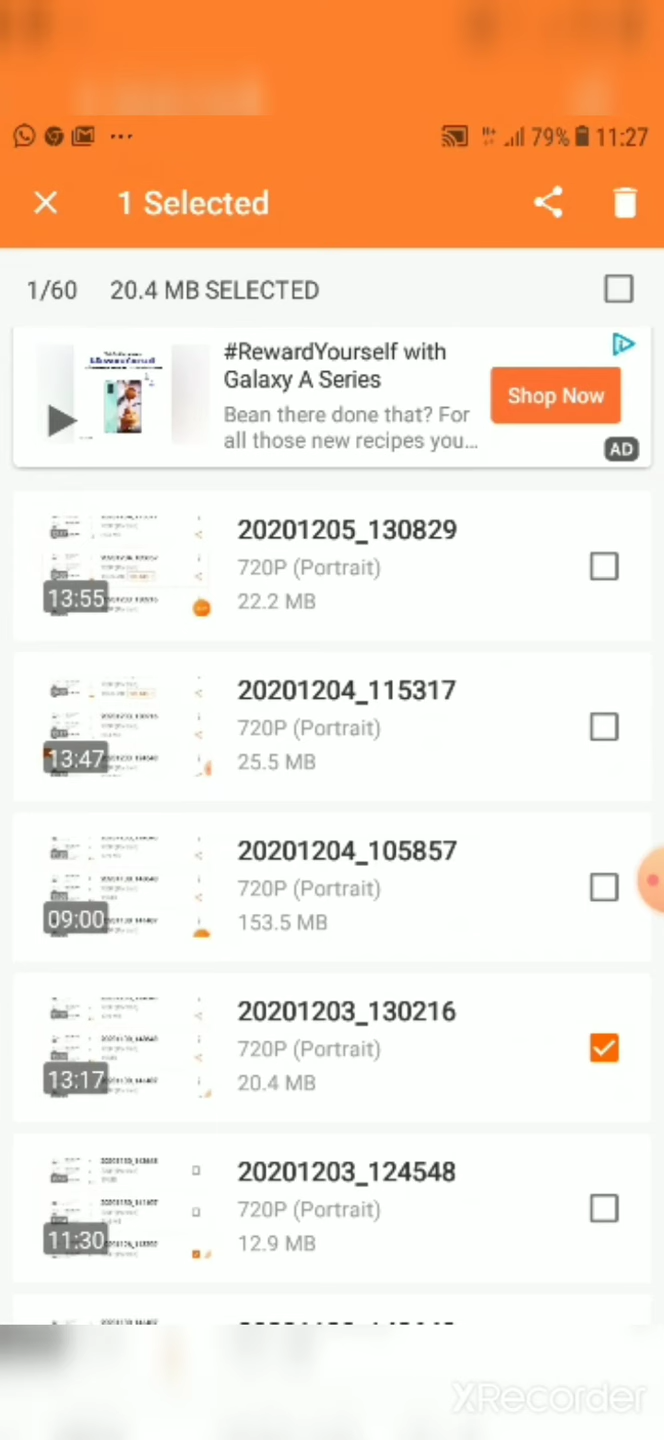 79% 11:27
1 Selected
1/60 20.4 MB SELECTED
#RewardYourself with
Galaxy A Series
Bean there done that? For
all those new recipes you...
Shop Now
AD
20201205_130829
720P (Portrait)
22.2 MB
13:55
20201204_115317
720P (Portrait)
25.5 MB
13:47
20201204_105857
720P (Portrait)
153.5 MB
09:00
20201203_130216
720P (Portrait)
20.4 MB
13:17
20201203_124548
720P (Portrait)
12.9 MB
11:30
XRecorder